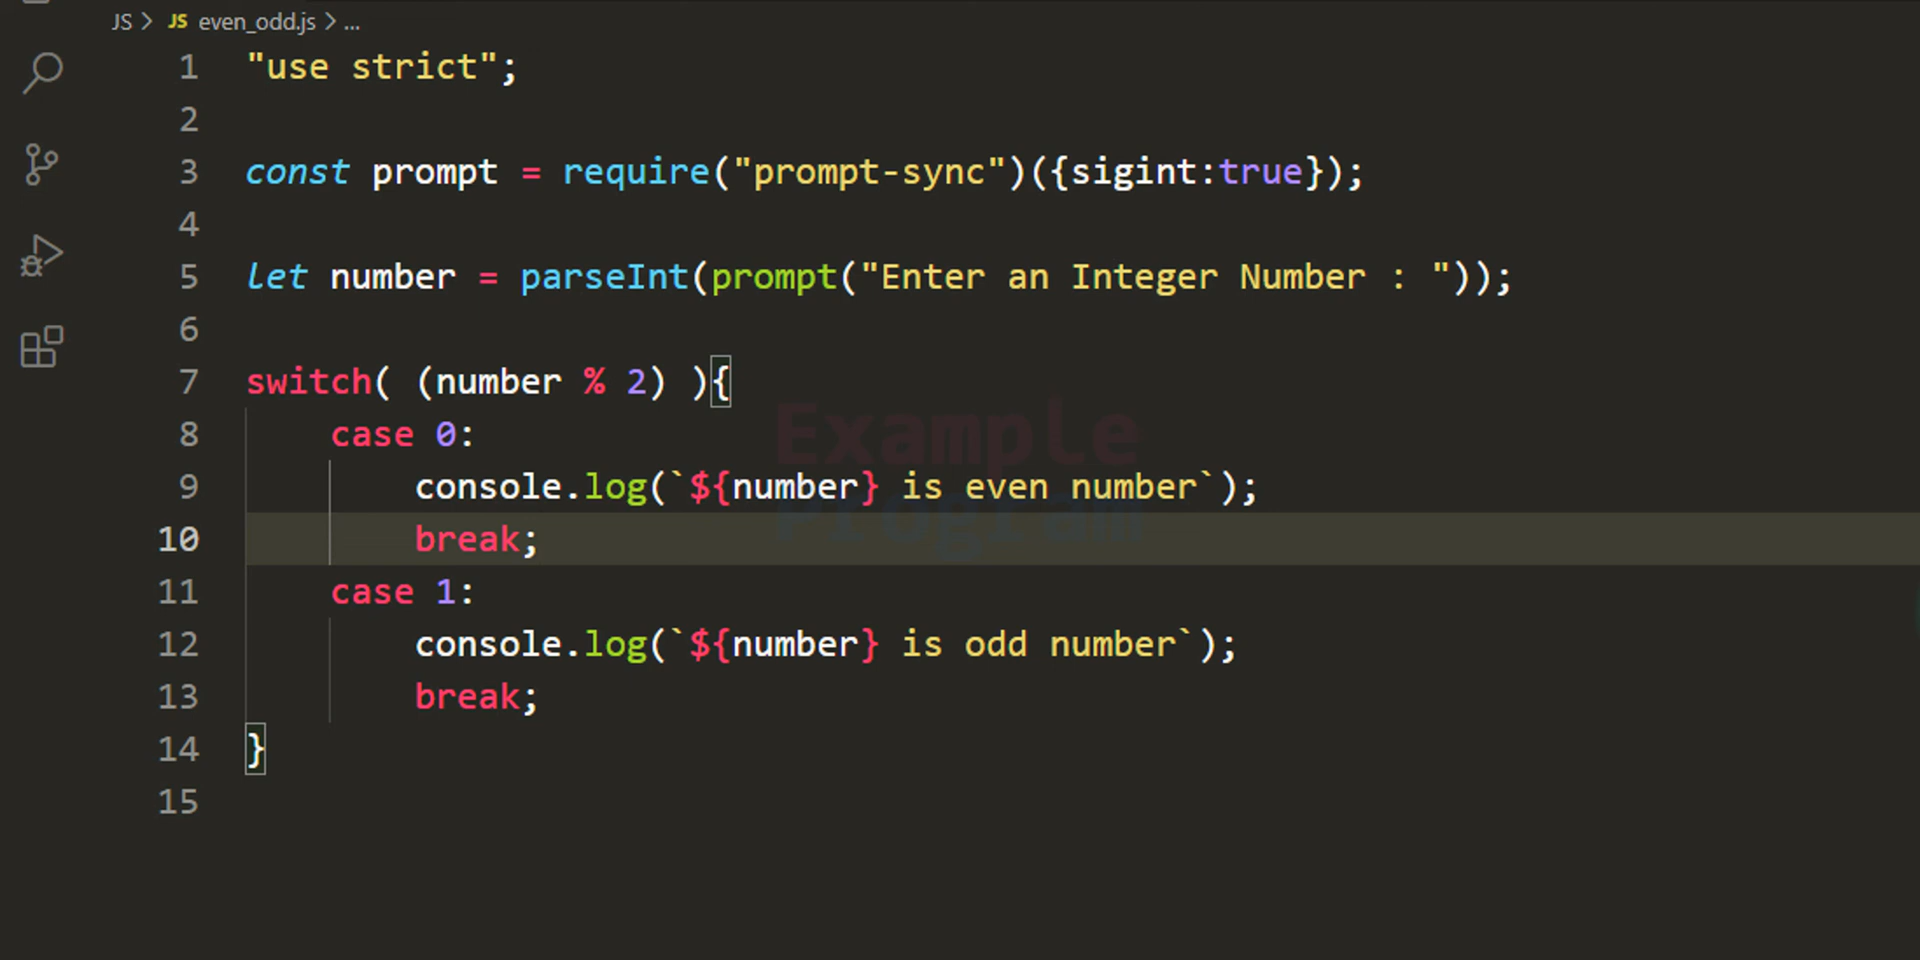 JS > JS even_odd.js > ...
1 "use strict";
2
3 const prompt = require("prompt-sync")({sigint:true});
4
5 let number = parseInt(prompt("Enter an Integer Number : "));
6
7 switch( (number % 2) ){
8 case 0:
Example
9 console.log(`${number} is even number`);
Program
10 break;
11 case 1:
12 console.log(`${number} is odd number`);
13 break;
14 }
15